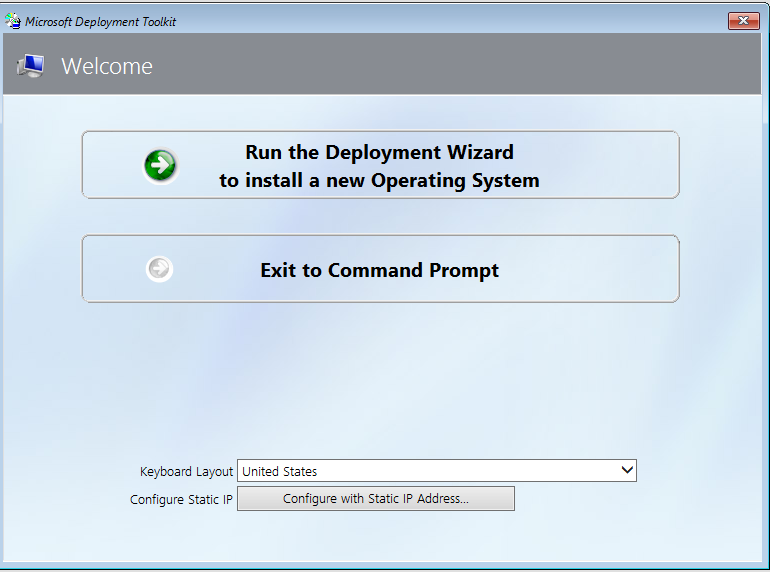 Microsoft Deployment Toolkit
Welcome
Run the Deployment Wizard
to install a new Operating System
Exit to Command Prompt
Keyboard Layout United States
Configure Static IP Configure with Static IP Address...